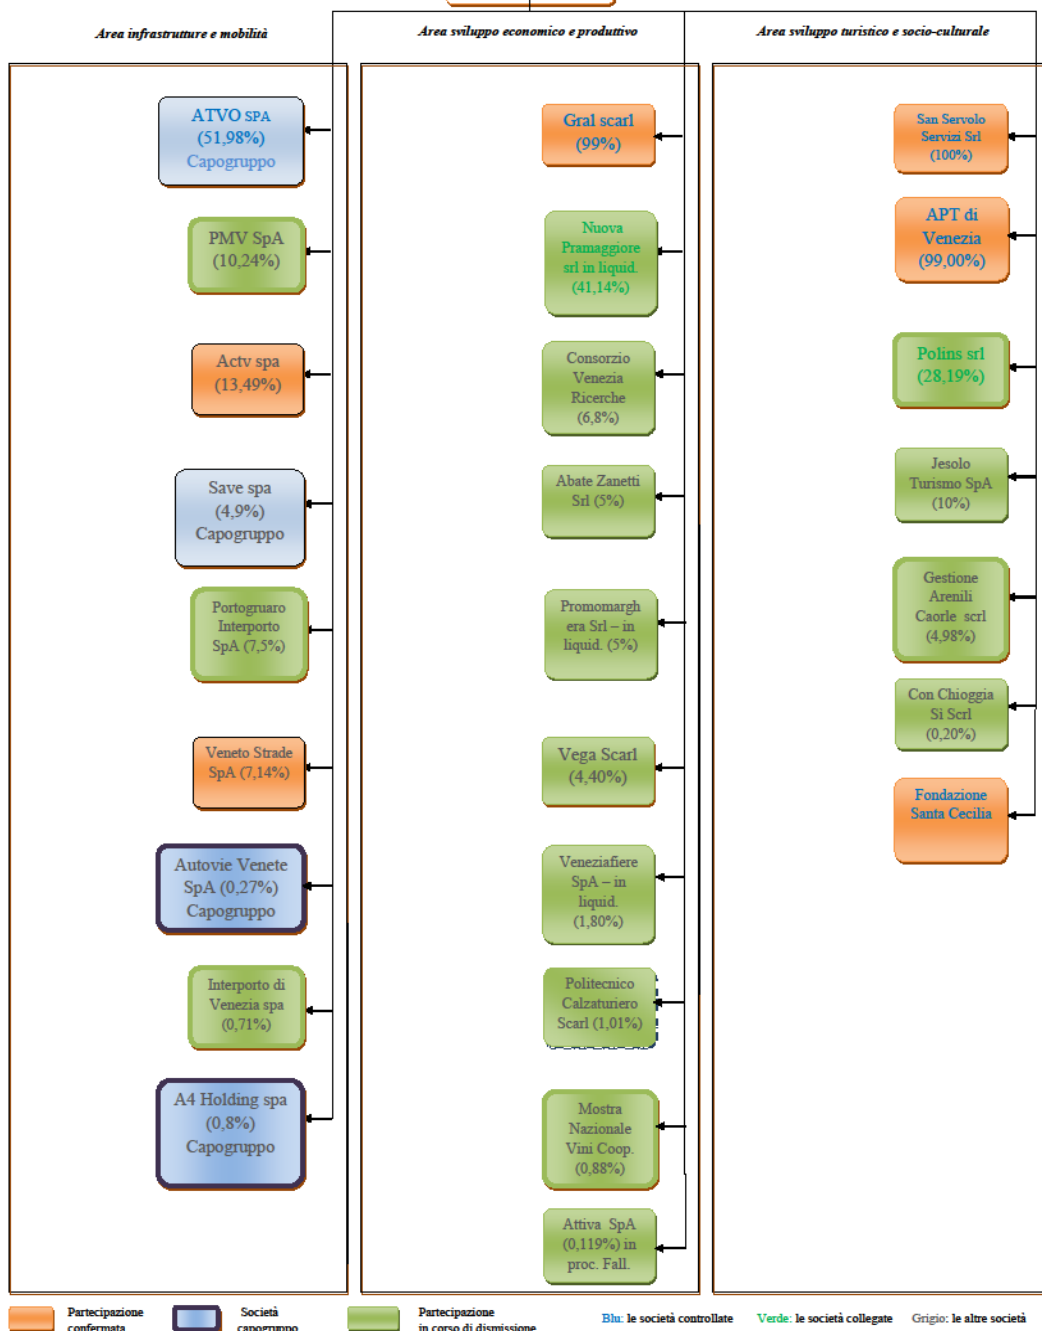 Area infrastrutture e mobilità
ATVO SPA
(51,98%)
Capogruppo
PMV SpA
(10,24%)
Actv spa
(13,49%)
Save spa
(4,9%)
Capogruppo
Portogruaro
Interporto
SpA (7,5%)
Veneto Strade
SpA (7,14%)
Autovie Venete
SpA (0,27%)
Capogruppo
Interporto di
Venezia spa
(0,71%)
A4 Holding spa
(0,8%)
Capogruppo
Area sviluppo economico e produttivo
Gral scarl
(99%)
Nuova
Pramaggiore
srl in liquid.
(41,14%)
Consorzio
Venezia
Ricerche
(6,8%)
Abate Zanetti
Srl (5%)
Promomargh
era Srl – in
liquid. (5%)
Vega Scarl
(4,40%)
Veneziafiere
SpA – in
liquid.
(1,80%)
Politecnico
Calzaturiero
Scarl (1,01%)
Mostra
Nazionale
Vini Coop.
(0,88%)
Attiva SpA
(0,119%) in
proc. Fall.
Area sviluppo turistico e socio-culturale
San Servolo
Servizi Srl
(100%)
APT di
Venezia
(99,00%)
Polins srl
(28,19%)
Jesolo
Turismo SpA
(10%)
Gestione
Arenili
Caorle scrl
(4,98%)
Con Chioggia
Sì Scrl
(0,20%)
Fondazione
Santa Cecilia
Partecipazione
confermata
Società
capogruppo
Partecipazione
in corso di dismissione
Blu: le società controllate
Verde: le società collegate
Grigio: le altre società